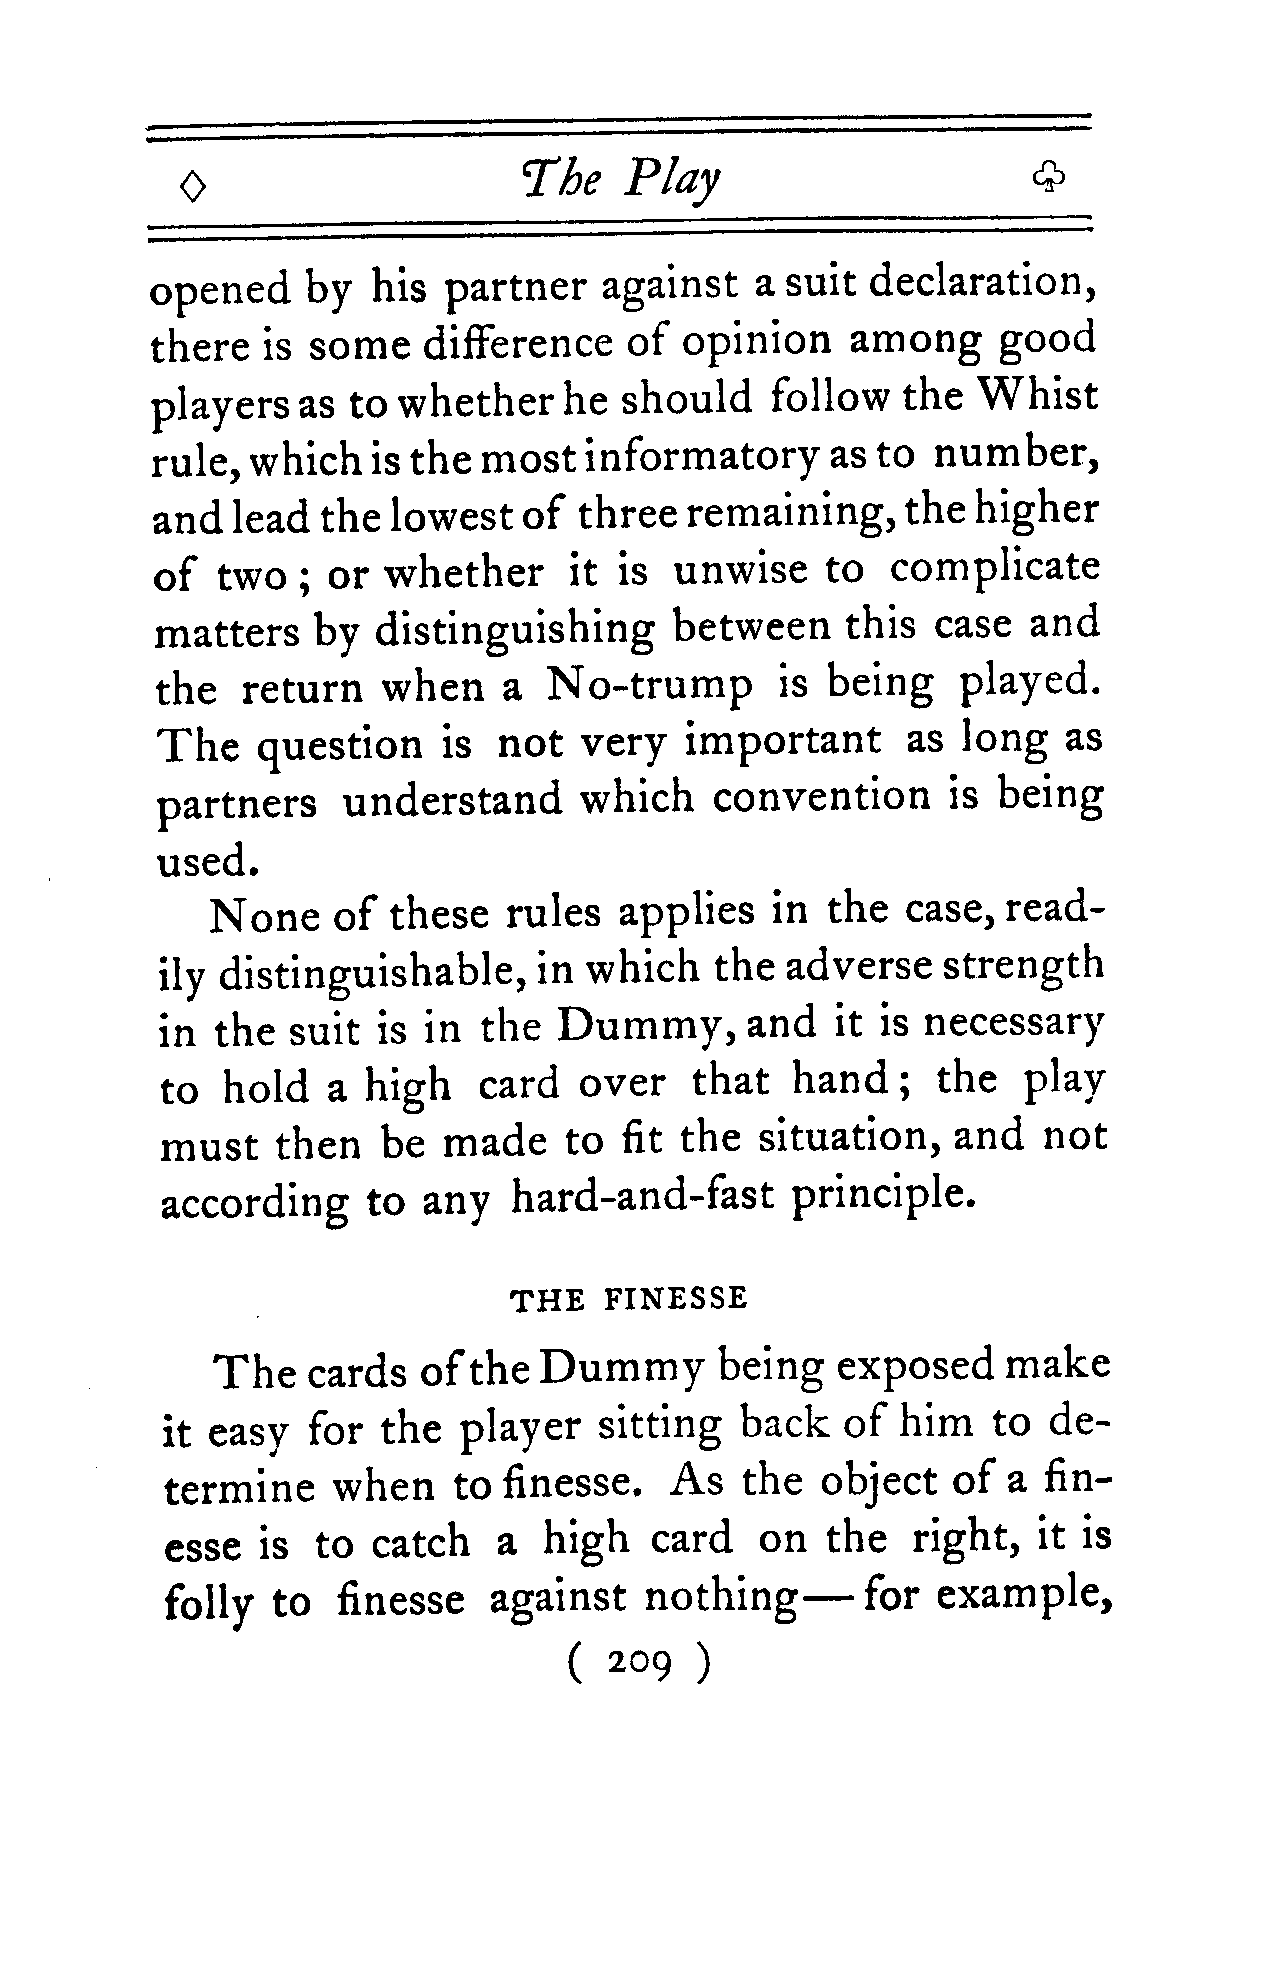 ◇ The Play ♧
opened by his partner against a suit declaration,
there is some difference of opinion among good
players as to whether he should follow the Whist
rule, which is the most informatory as to number,
and lead the lowest of three remaining, the higher
of two ; or whether it is unwise to complicate
matters by distinguishing between this case and
the return when a No-trump is being played.
The question is not very important as long as
partners understand which convention is being
used.
None of these rules applies in the case, read-
ily distinguishable, in which the adverse strength
in the suit is in the Dummy, and it is necessary
to hold a high card over that hand ; the play
must then be made to fit the situation, and not
according to any hard-and-fast principle.
THE FINESSE
The cards of the Dummy being exposed make
it easy for the player sitting back of him to de-
termine when to finesse. As the object of a fin-
esse is to catch a high card on the right, it is
folly to finesse against nothing— for example,
( 209 )